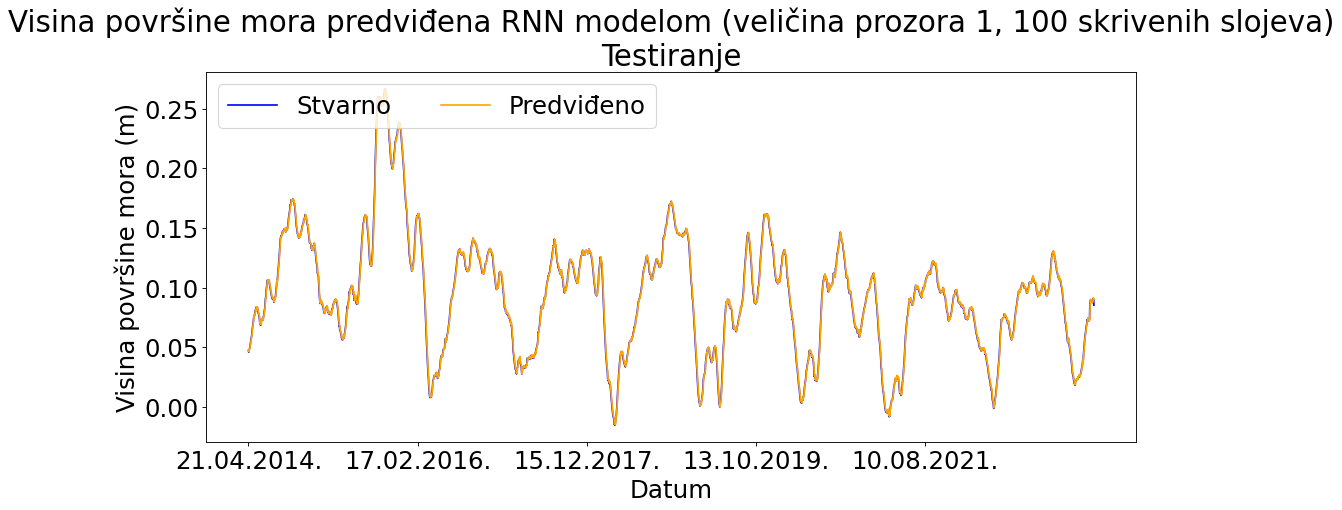 Visina površine mora predviđena RNN modelom (veličina prozora 1, 100 skrivenih slojeva)
Testiranje
Stvarno Predviđeno
Visina površine mora (m)
0.25
0.20
0.15
0.10
0.05
0.00
21.04.2014. 17.02.2016. 15.12.2017. 13.10.2019. 10.08.2021.
Datum